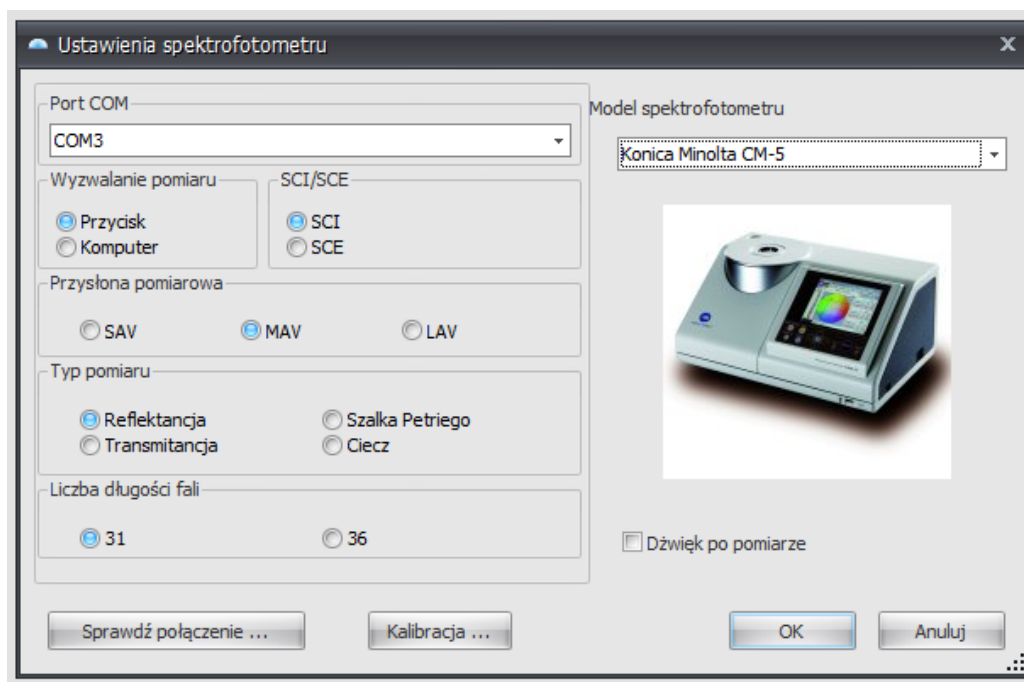 Ustawienia spektrofotometru
x
Port COM
COM3
Model spektrofotometru
Konica Minolta CM-5
Wyzwalanie pomiaru
Przycisk
Komputer
SCI/SCE
SCI
SCE
Przysłona pomiarowa
SAV MAV LAV
Typ pomiaru
Reflektancja Szalka Petriego
Transmitancja Ciecz
Liczba długości fali
31 36
Dźwięk po pomiarze
Sprawdź połączenie ... Kalibracja ... OK Anuluj